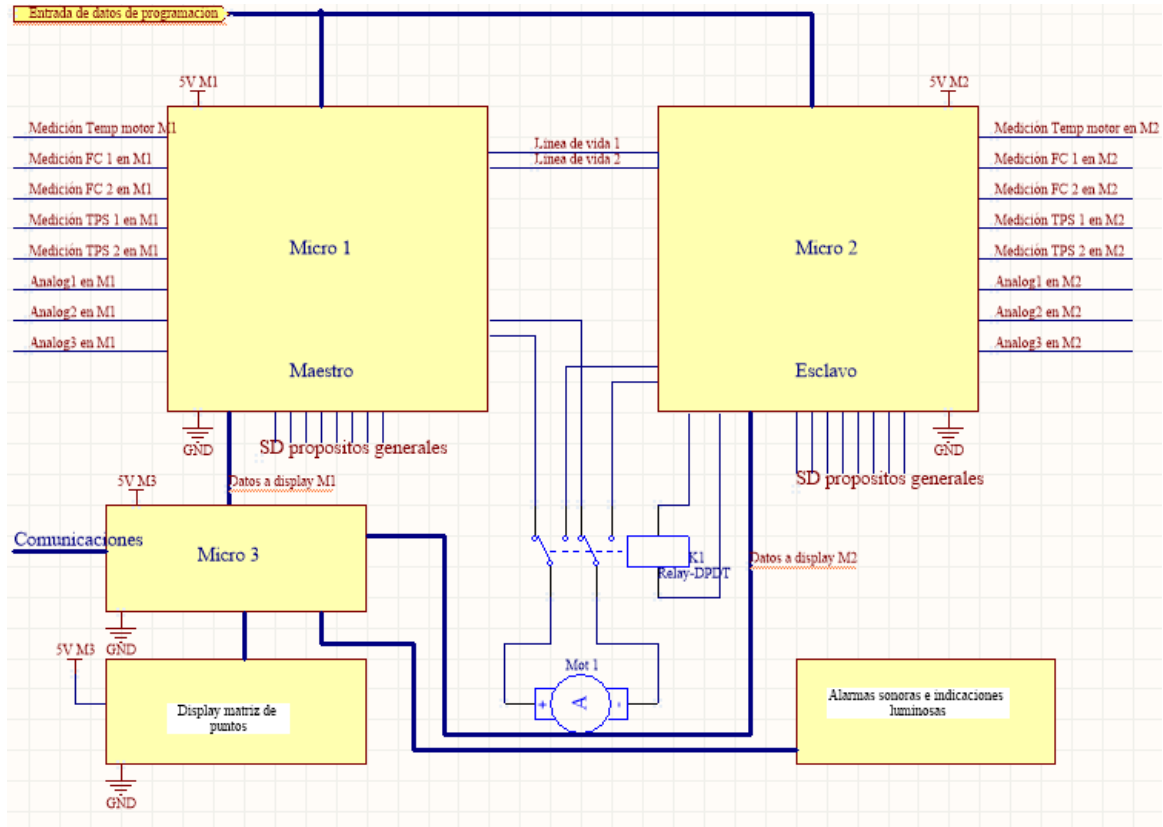 Entrada de datos de programacion
5V M1
5V M2
Medición Temp motor M1
Medición FC 1 en M1
Medición FC 2 en M1
Medición TPS 1 en M1
Medición TPS 2 en M1
Analog1 en M1
Analog2 en M1
Analog3 en M1
Micro 1
Maestro
Línea de vida 1
Línea de vida 2
Micro 2
Esclavo
Medición Temp motor en M2
Medición FC 1 en M2
Medición FC 2 en M2
Medición TPS 1 en M2
Medición TPS 2 en M2
Analog1 en M2
Analog2 en M2
Analog3 en M2
GND
SD propositos generales
GND
SD propositos generales
5V M3
Datos a display M1
Comunicaciones
Micro 3
GND
K1
Relay-DPDT
Datos a display M2
5V M3
Display matriz de
puntos
GND
Mot 1
+
A
-
Alarmas sonoras e indicaciones
luminosas